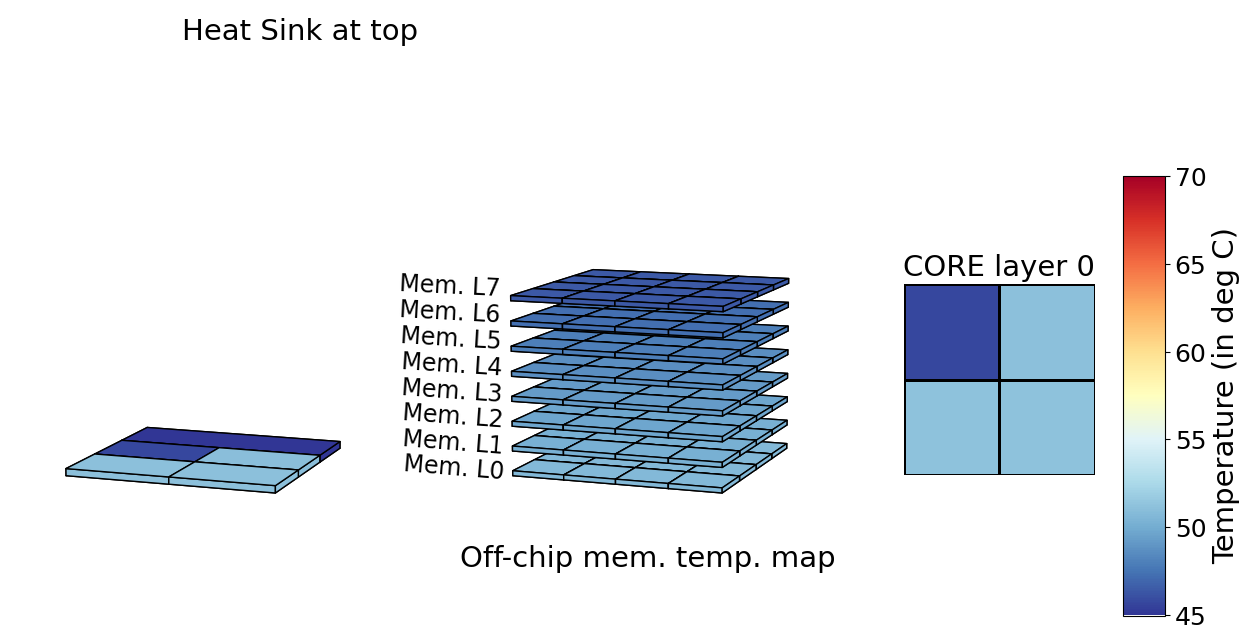 Heat Sink at top
Mem. L7
Mem. L6
Mem. L5
Mem. L4
Mem. L3
Mem. L2
Mem. L1
Mem. L0
Off-chip mem. temp. map
CORE layer 0
70
65
60
55
50
45
Temperature (in deg C)